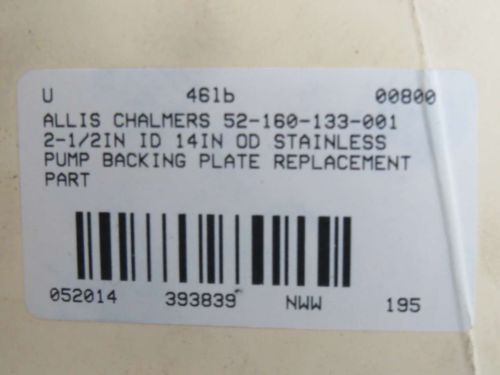 U 46lb 00800
ALLIS CHALMERS 52-160-133-001
2-1/2IN ID 14IN OD STAINLESS
PUMP BACKING PLATE REPLACEMENT
PART
052014 393839 NWW 195